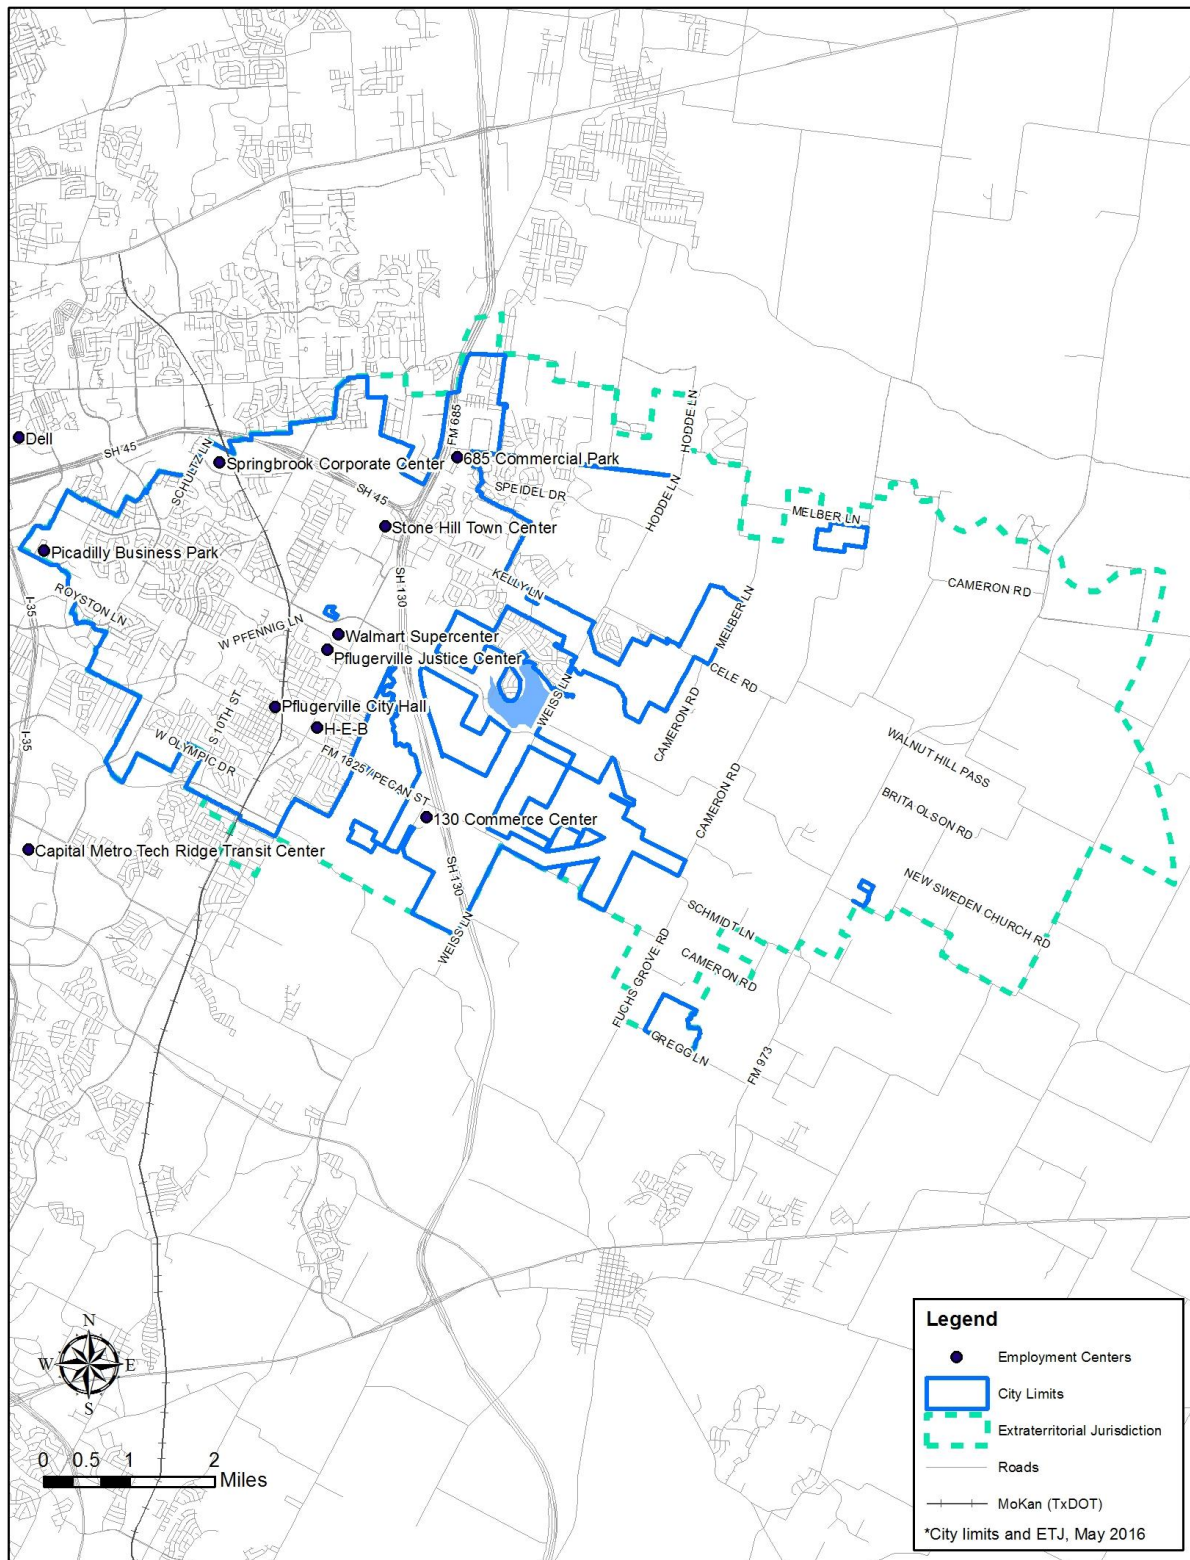 HODDE LN
FM 685
Dell
SH 45
SCHULTZ LN
Springbrook Corporate Center
685 Commercial Park
SPEIDEL DR
SH 45
HODDE LN
MELBER LN
Stone Hill Town Center
Picadilly Business Park
KELLY LN
SH 130
CAMERON RD
ROYSTON LN
I-35
W PFENNIG LN
Walmart Supercenter
Pflugerville Justice Center
MELBER LN
CELE RD
WEISS LN
S 10TH ST
Pflugerville City Hall
H-E-B
CAMERON RD
I-35
W OLYMPIC DR
FM 1825 / PECAN ST
WALNUT HILL PASS
CAMERON RD
BRITA OLSON RD
130 Commerce Center
Capital Metro Tech Ridge Transit Center
SH 130
WEISS LN
SCHMIDT LN
NEW SWEDEN CHURCH RD
FUCHS GROVE RD
CAMERON RD
GREGG LN
FM 973
N
W E
S
0 0.5 1 2
Miles
Legend
Employment Centers
City Limits
Extraterritorial Jurisdiction
Roads
MoKan (TxDOT)
*City limits and ETJ, May 2016